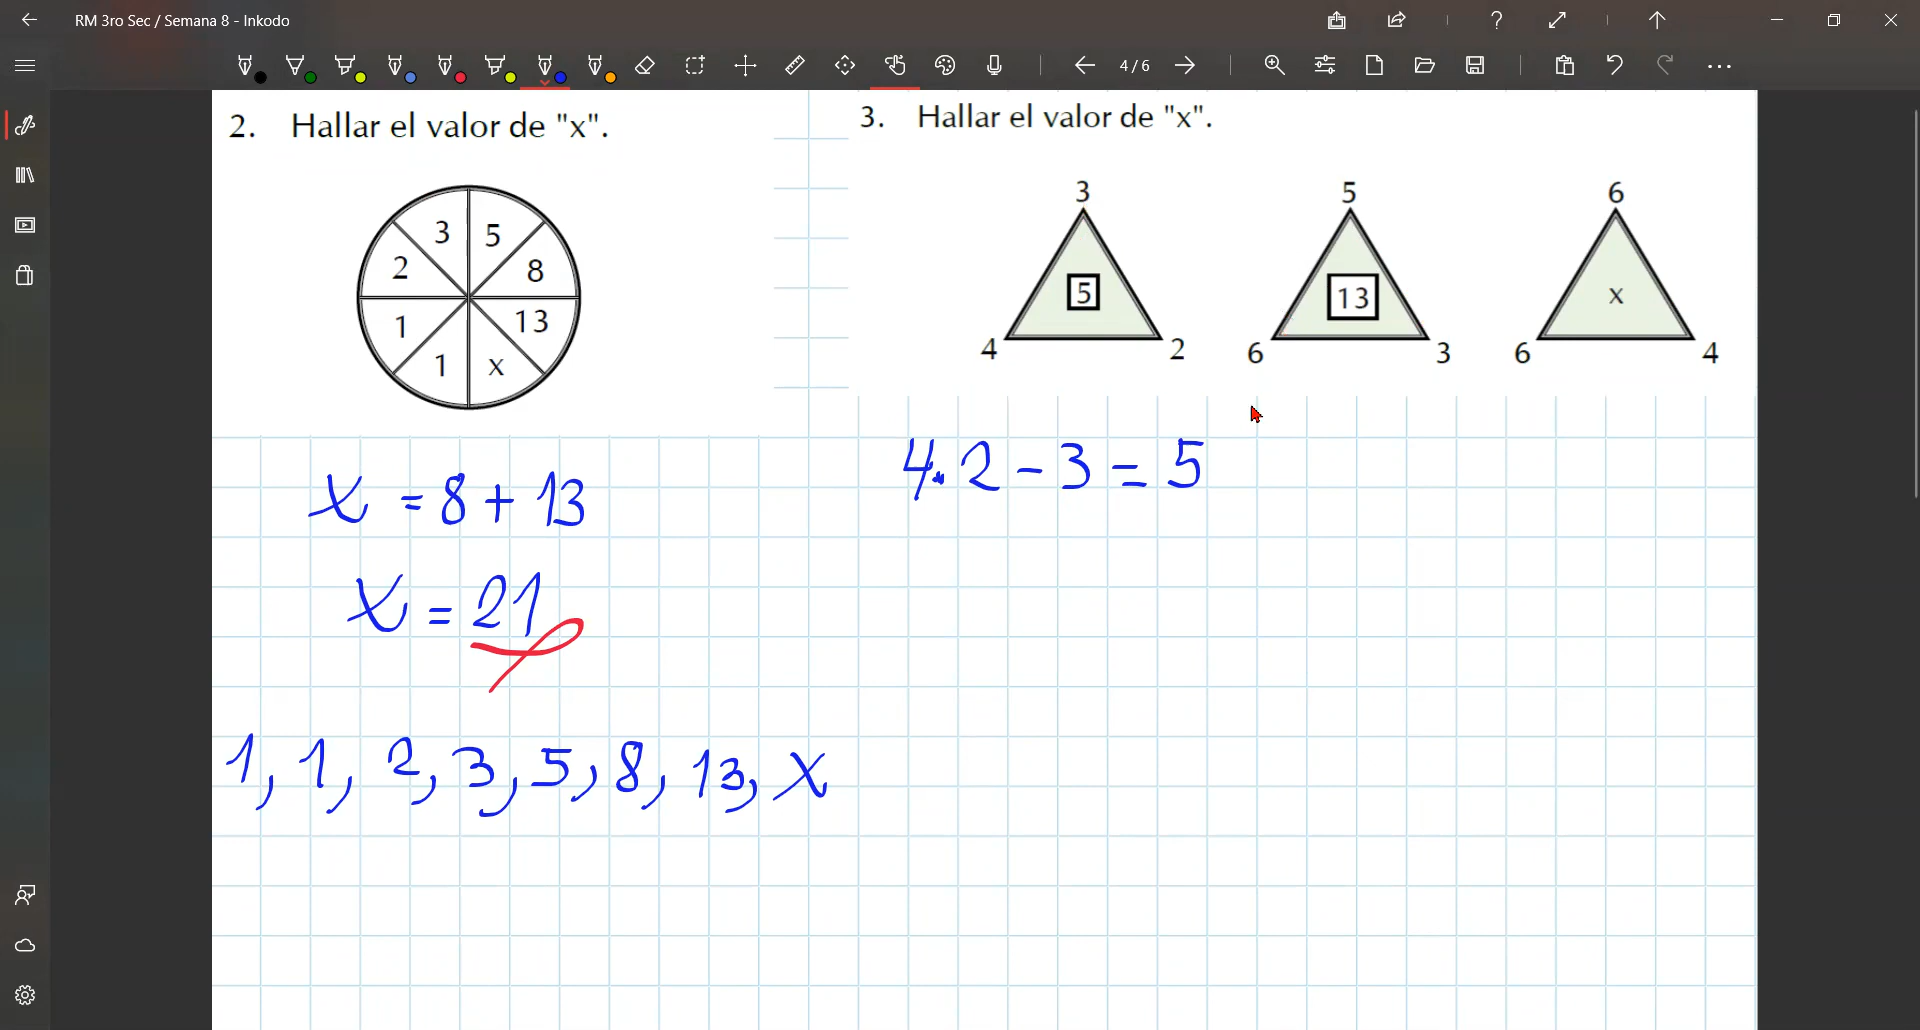 RM 3ro Sec / Semana 8 - Inkodo
4 / 6
2. Hallar el valor de "x".
3 5
2 8
1 13
1 x
x = 8 + 13
x = 21
1, 1, 2, 3, 5, 8, 13, x
3. Hallar el valor de "x".
3 5 6
5 13 x
4 2 6 3 6 4
4 · 2 - 3 = 5